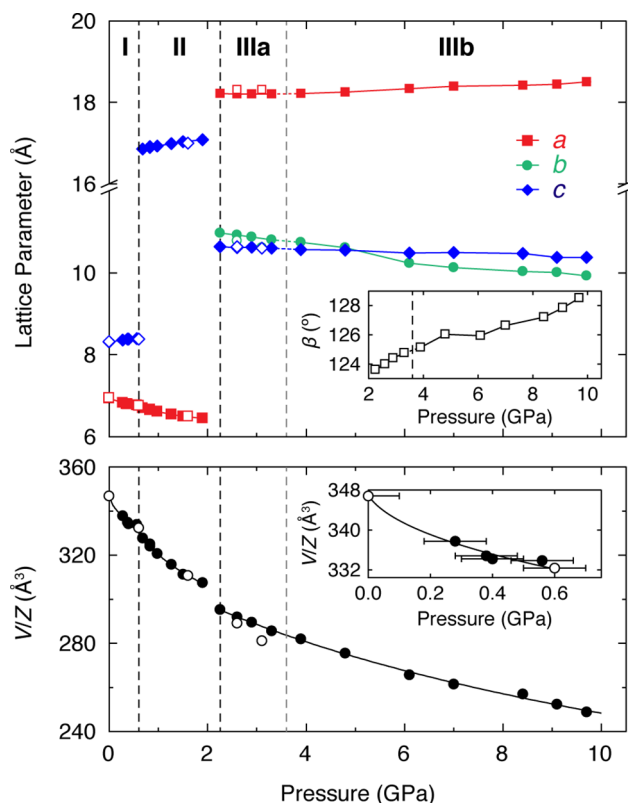 20
I II IIIa IIIb
18
a
b
c
16
Lattice Parameter (Å)
10
8
6
128
126
124
β (°)
2 4 6 8 10
Pressure (GPa)
360
320
280
240
V/Z (Å³)
348
340
332
V/Z (Å³)
0.0 0.2 0.4 0.6
Pressure (GPa)
0 2 4 6 8 10
Pressure (GPa)